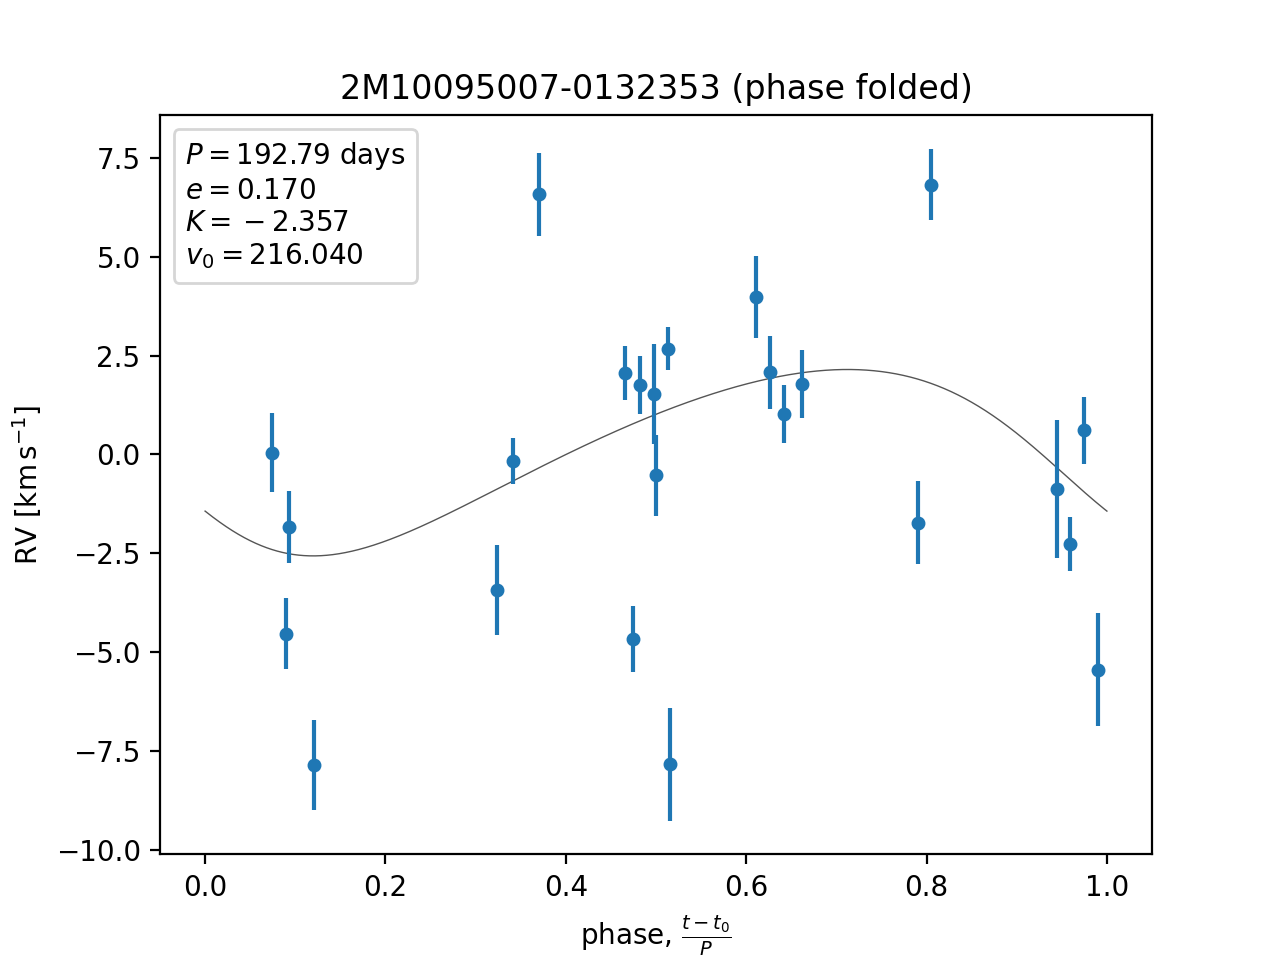 2M10095007-0132353 (phase folded)
P = 192.79 days
e = 0.170
K = −2.357
v₀ = 216.040
7.5
5.0
2.5
0.0
−2.5
−5.0
−7.5
−10.0
RV [km s⁻¹]
0.0 0.2 0.4 0.6 0.8 1.0
phase, (t − t₀)/P